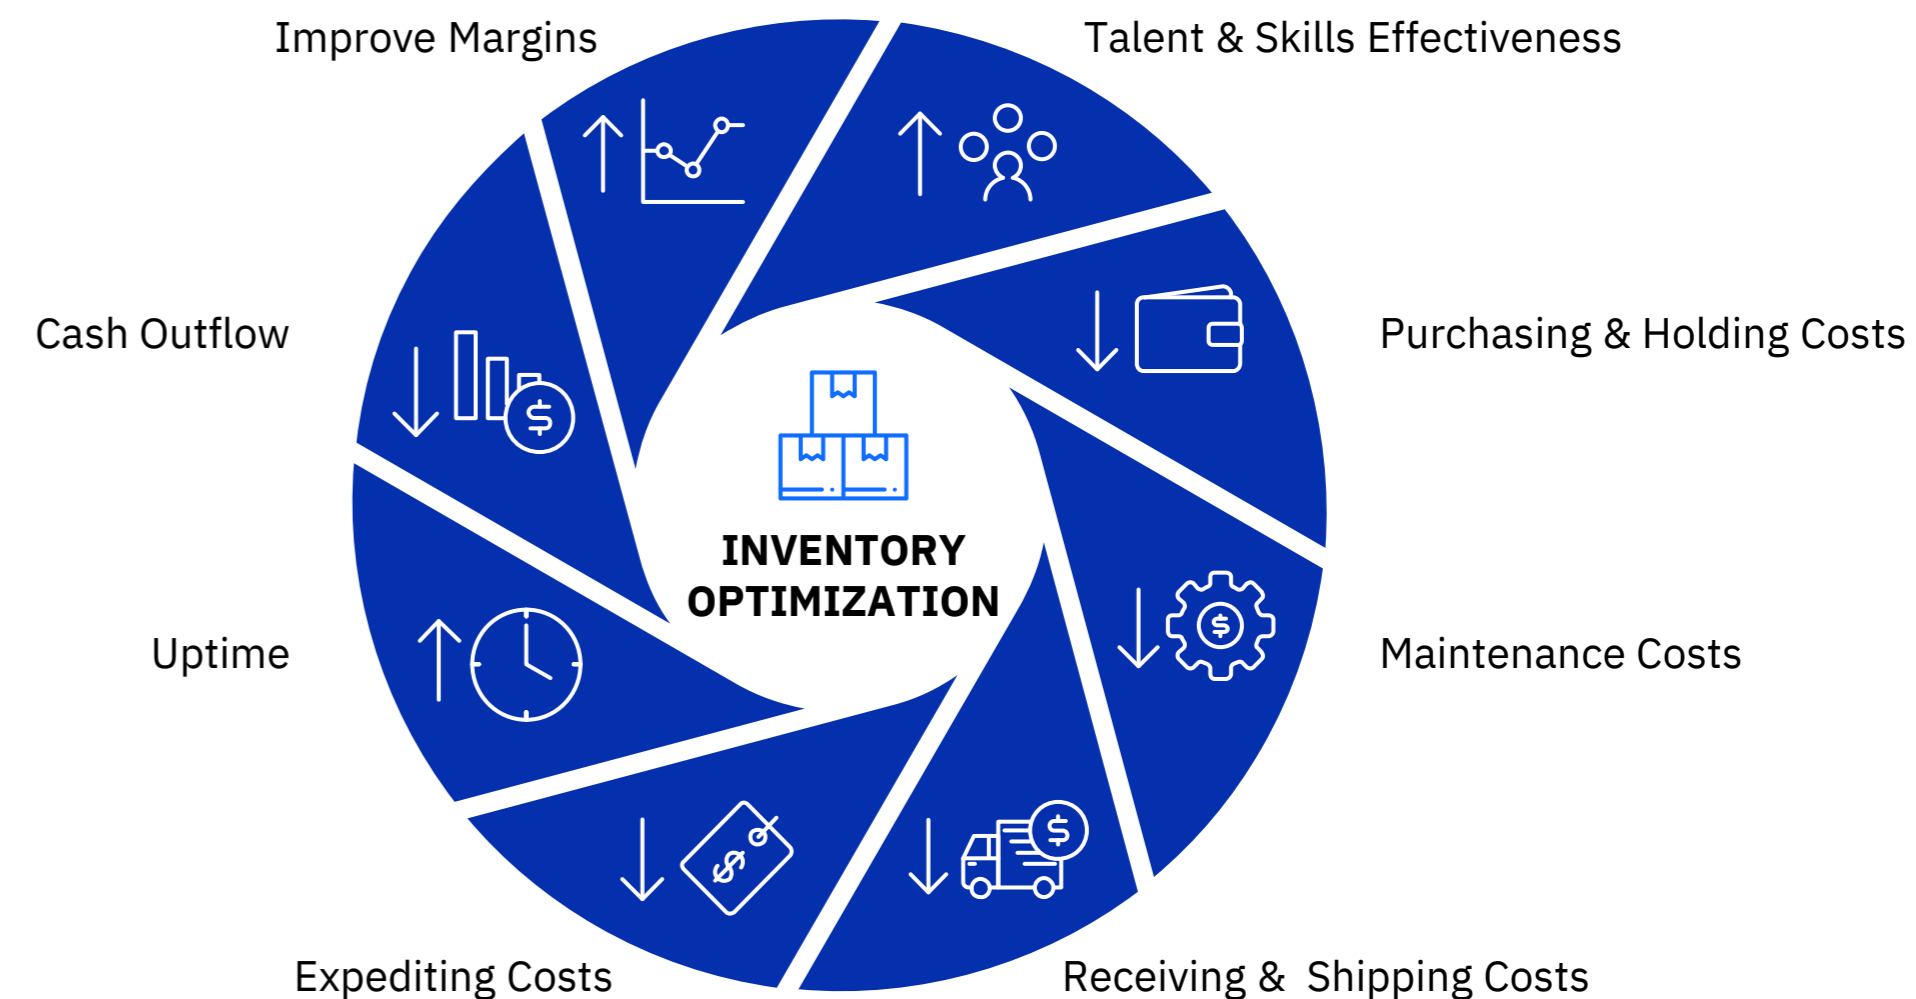 Improve Margins
Talent & Skills Effectiveness
Cash Outflow
$
Purchasing & Holding Costs
INVENTORY
OPTIMIZATION
Uptime
$
Maintenance Costs
$
$
Expediting Costs
Receiving &  Shipping Costs